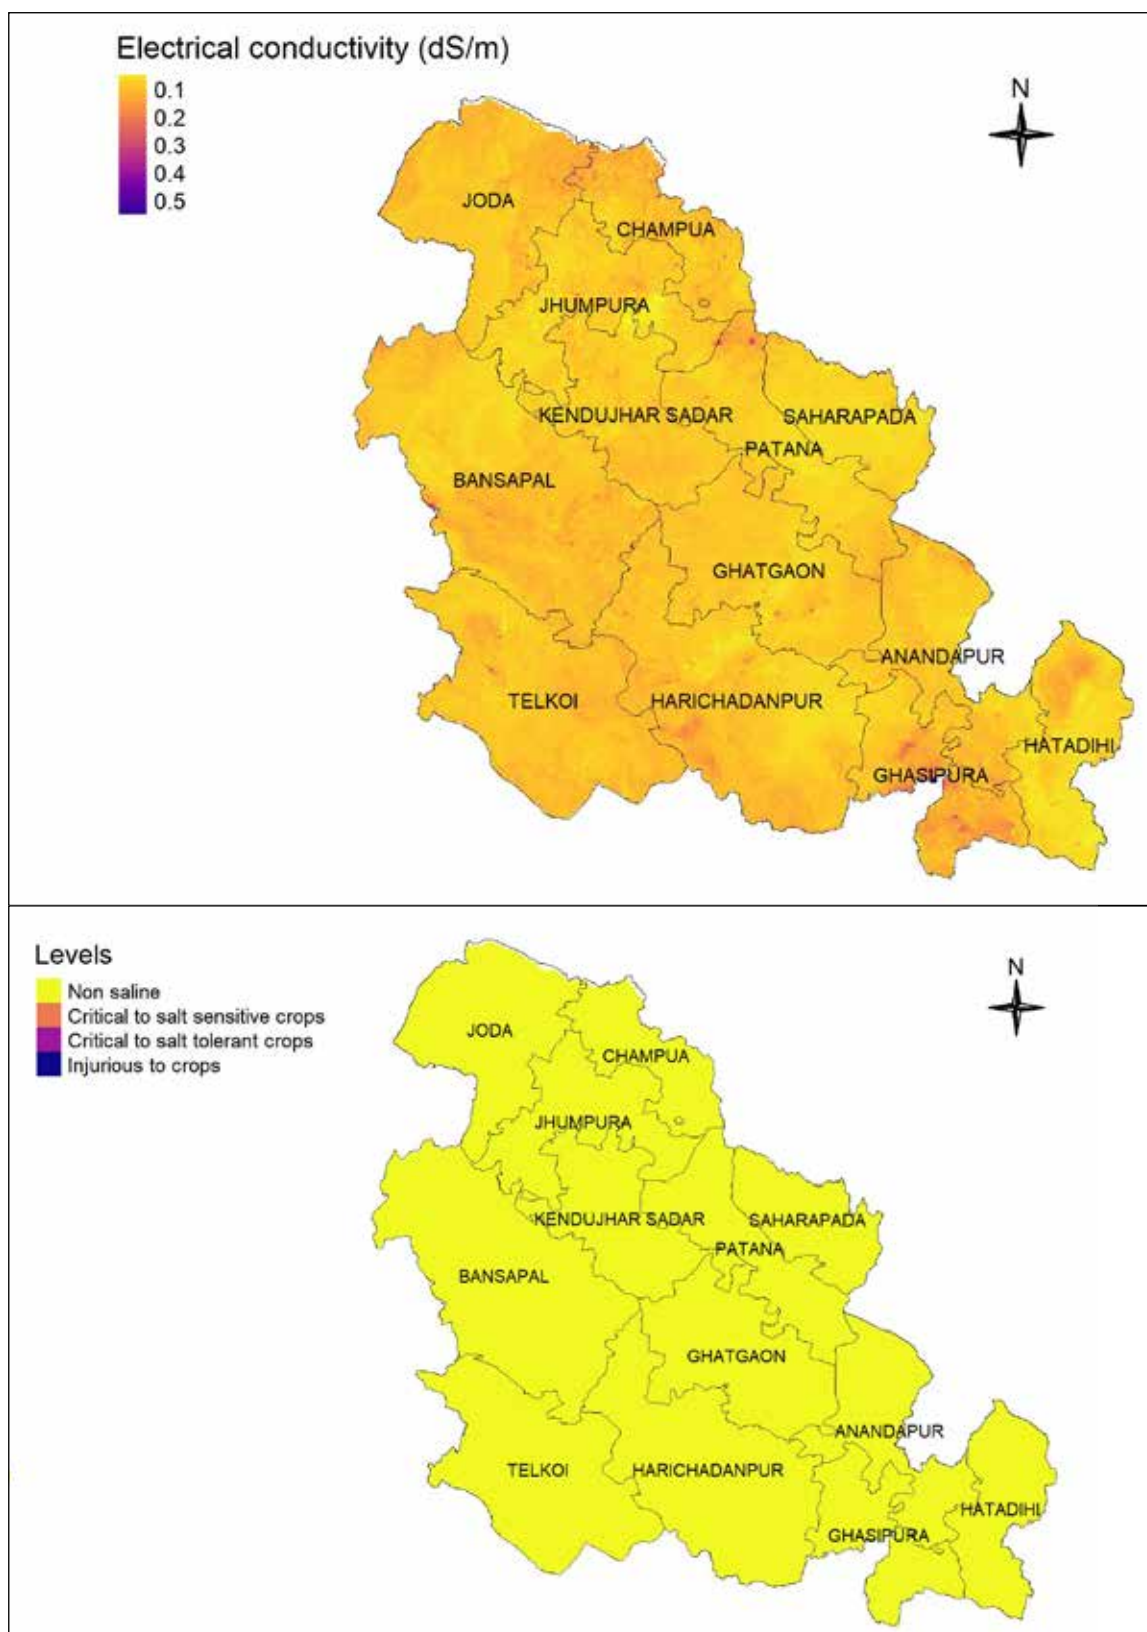 Electrical conductivity (dS/m)
0.1
0.2
0.3
0.4
0.5
N
JODA
CHAMPUA
JHUMPURA
KENDUJHAR SADAR
SAHARAPADA
PATANA
BANSAPAL
GHATGAON
ANANDAPUR
TELKOI
HARICHADANPUR
HATADIHI
GHASIPURA
Levels
Non saline
Critical to salt sensitive crops
Critical to salt tolerant crops
Injurious to crops
N
JODA
CHAMPUA
JHUMPURA
KENDUJHAR SADAR
SAHARAPADA
PATANA
BANSAPAL
GHATGAON
ANANDAPUR
TELKOI
HARICHADANPUR
HATADIHI
GHASIPURA